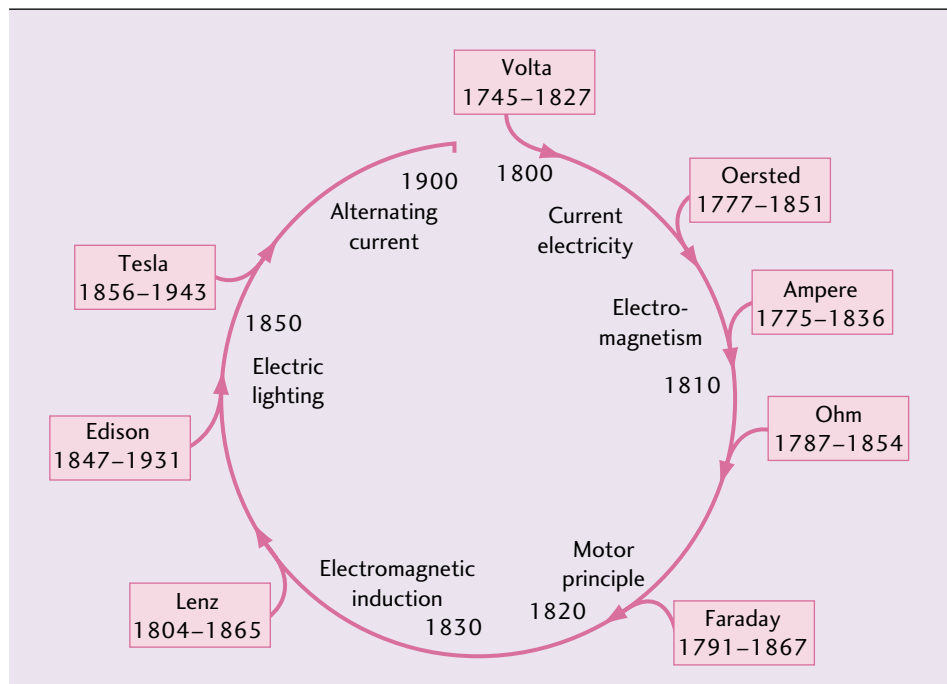 Volta
1745–1827
1800
Current
electricity
Oersted
1777–1851
Electro-
magnetism
Ampere
1775–1836
1810
Ohm
1787–1854
Motor
principle
1820
Faraday
1791–1867
Electromagnetic
induction
1830
Lenz
1804–1865
Edison
1847–1931
Electric
lighting
1850
Tesla
1856–1943
Alternating
current
1900